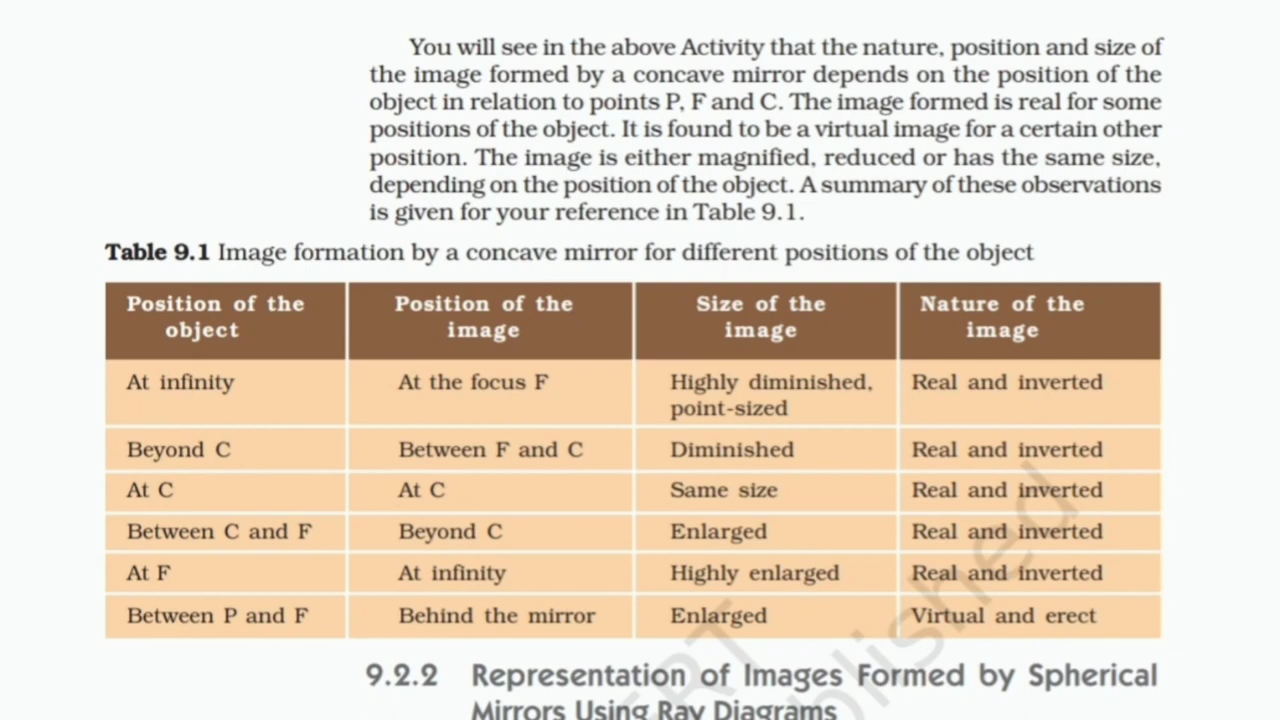 You will see in the above Activity that the nature, position and size of
the image formed by a concave mirror depends on the position of the
object in relation to points P, F and C. The image formed is real for some
positions of the object. It is found to be a virtual image for a certain other
position. The image is either magnified, reduced or has the same size,
depending on the position of the object. A summary of these observations
is given for your reference in Table 9.1.
Table 9.1 Image formation by a concave mirror for different positions of the object
Position of the object Position of the image Size of the image Nature of the image
At infinity At the focus F Highly diminished, point-sized Real and inverted
Beyond C Between F and C Diminished Real and inverted
At C At C Same size Real and inverted
Between C and F Beyond C Enlarged Real and inverted
At F At infinity Highly enlarged Real and inverted
Between P and F Behind the mirror Enlarged Virtual and erect
9.2.2 Representation of Images Formed by Spherical
Mirrors Using Ray Diagrams